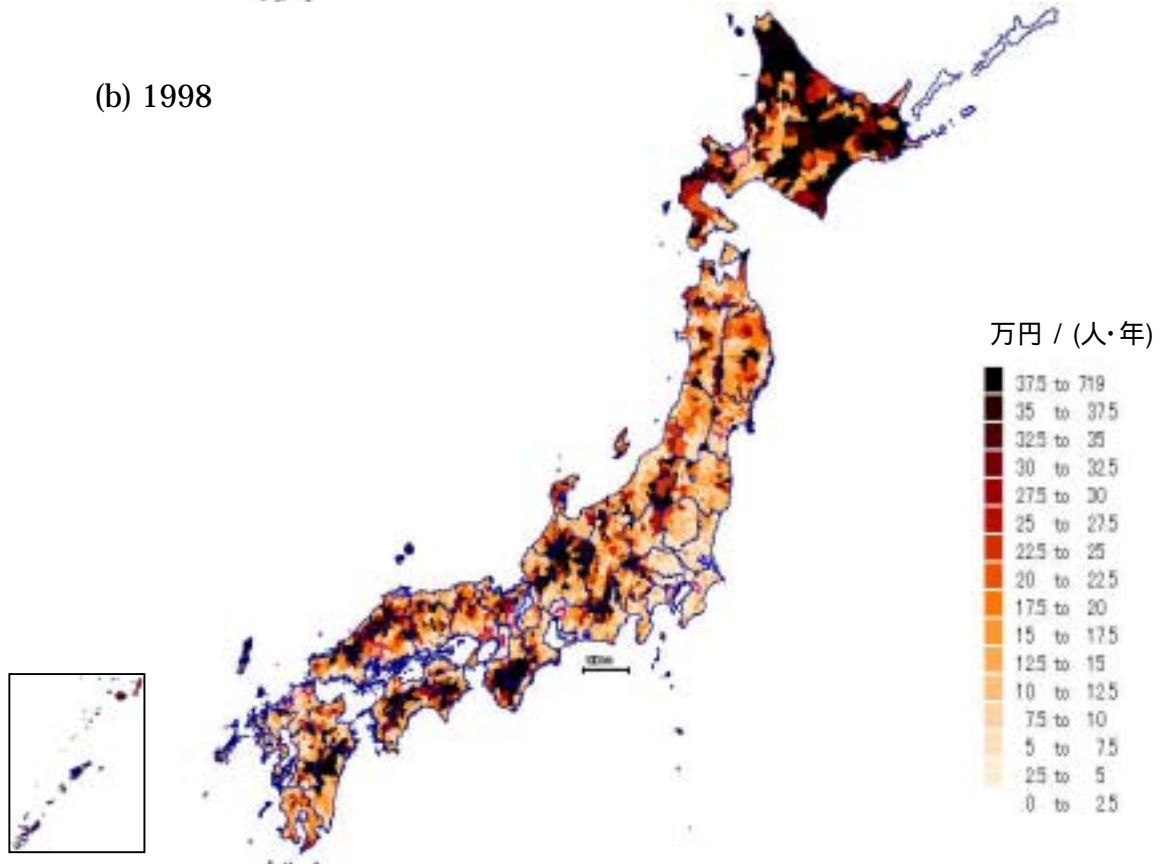 (b) 1998
万円 / (人・年)
37.5 to 719
35 to 37.5
32.5 to 35
30 to 32.5
27.5 to 30
25 to 27.5
22.5 to 25
20 to 22.5
17.5 to 20
15 to 17.5
12.5 to 15
10 to 12.5
7.5 to 10
5 to 7.5
2.5 to 5
0 to 2.5